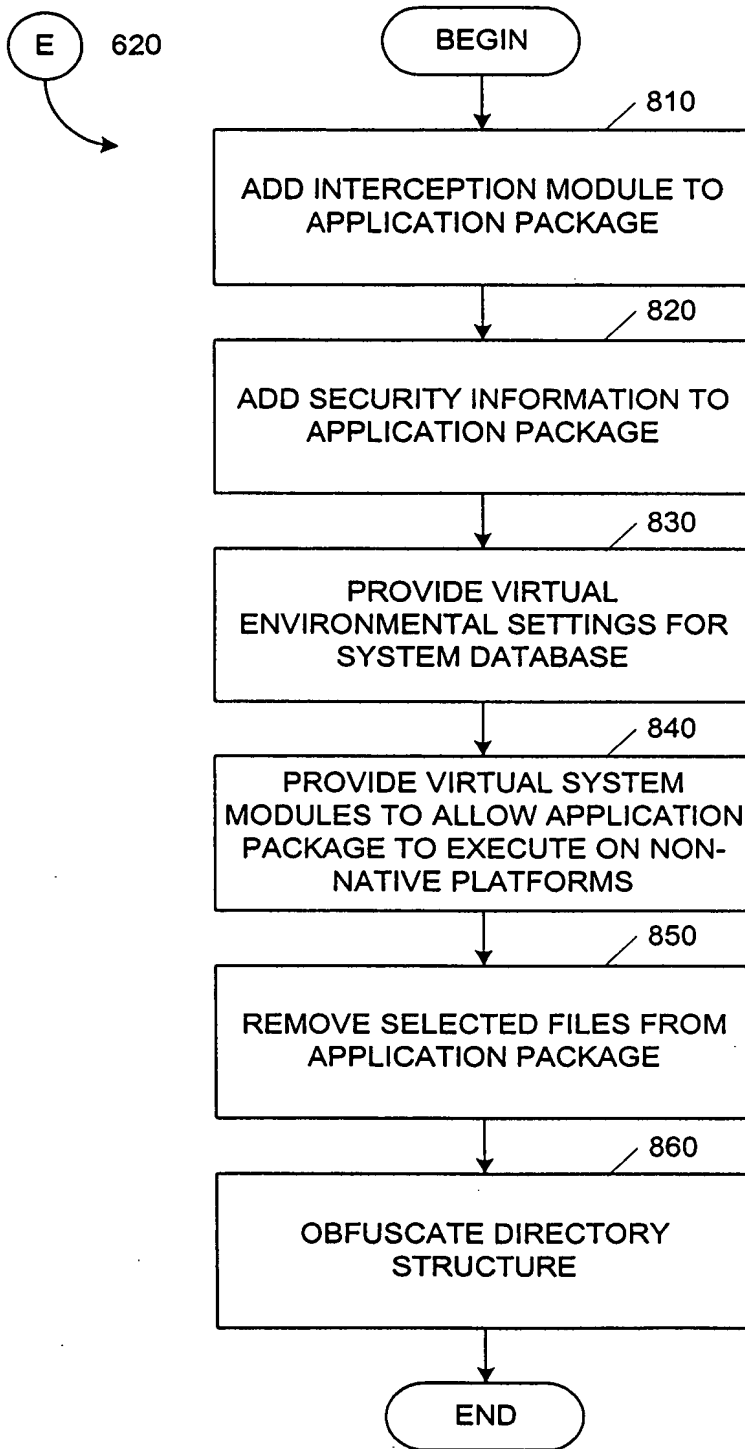 E 620
BEGIN
810
ADD INTERCEPTION MODULE TO
APPLICATION PACKAGE
820
ADD SECURITY INFORMATION TO
APPLICATION PACKAGE
830
PROVIDE VIRTUAL
ENVIRONMENTAL SETTINGS FOR
SYSTEM DATABASE
840
PROVIDE VIRTUAL SYSTEM
MODULES TO ALLOW APPLICATION
PACKAGE TO EXECUTE ON NON-
NATIVE PLATFORMS
850
REMOVE SELECTED FILES FROM
APPLICATION PACKAGE
860
OBFUSCATE DIRECTORY
STRUCTURE
END